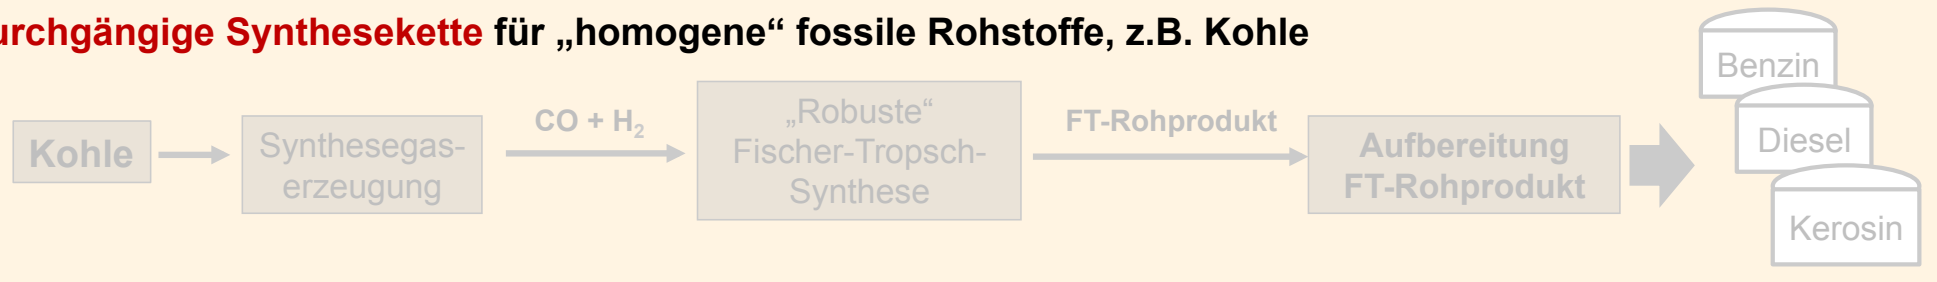 urchgängige Synthesekette für „homogene“ fossile Rohstoffe, z.B. Kohle
Kohle
Synthesegas-
erzeugung
CO + H₂
„Robuste“
Fischer-Tropsch-
Synthese
FT-Rohprodukt
Aufbereitung
FT-Rohprodukt
Benzin
Diesel
Kerosin